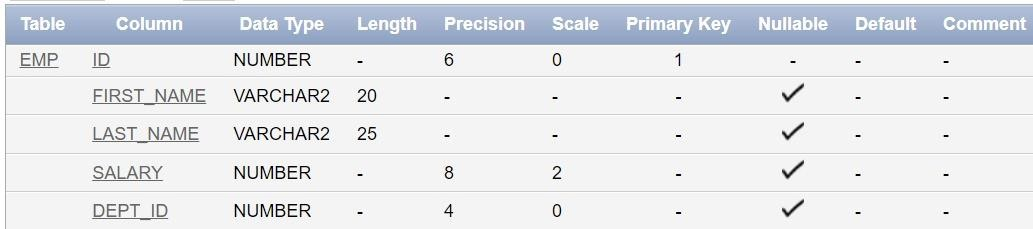 Table Column Data Type Length Precision Scale Primary Key Nullable Default Comment
EMP ID NUMBER - 6 0 1 - - -
FIRST_NAME VARCHAR2 20 - - - ✓ - -
LAST_NAME VARCHAR2 25 - - - ✓ - -
SALARY NUMBER - 8 2 - ✓ - -
DEPT_ID NUMBER - 4 0 - ✓ - -